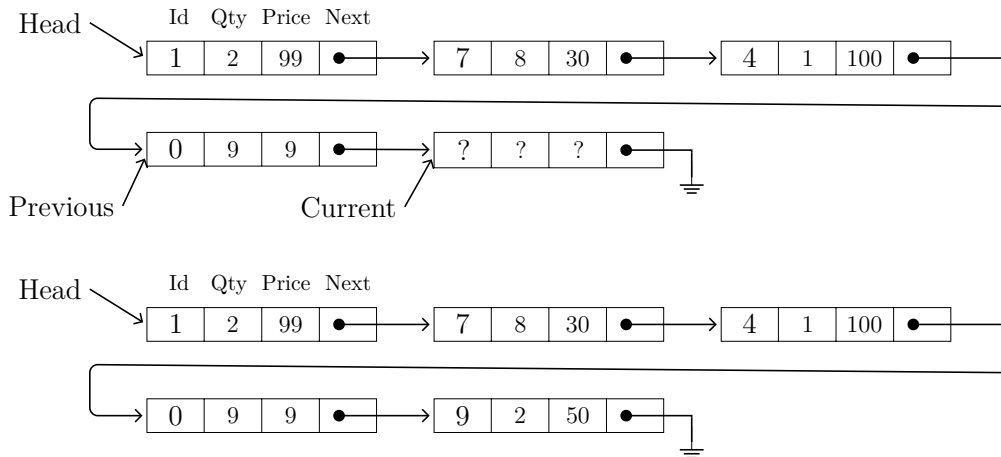 Head Id Qty Price Next
1 2 99 7 8 30 4 1 100
0 9 9 ? ? ?
Previous Current
Head Id Qty Price Next
1 2 99 7 8 30 4 1 100
0 9 9 9 2 50